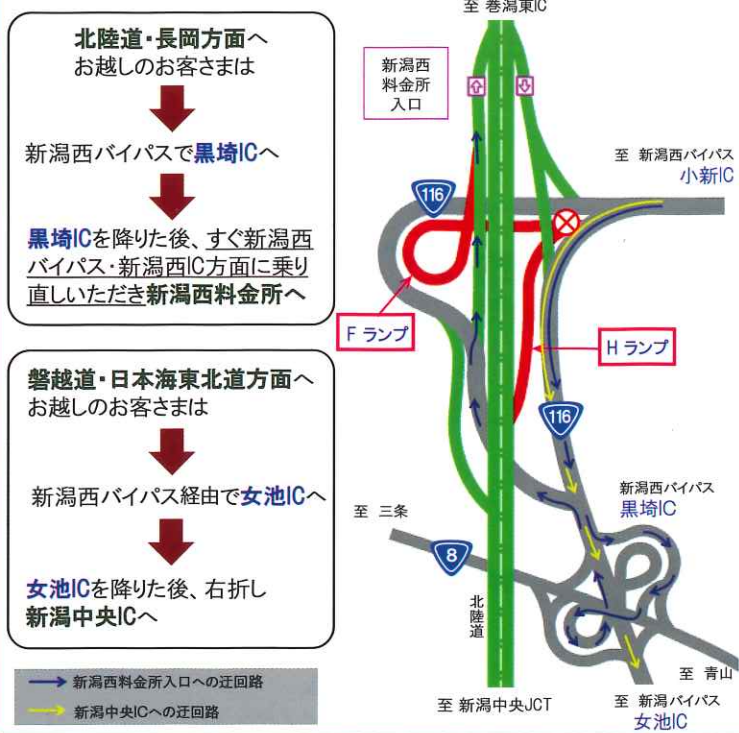 北陸道・長岡方面へ
お越しのお客さまは
新潟西バイパスで黒埼ICへ
黒埼ICを降りた後、すぐ新潟西
バイパス・新潟西IC方面に乗り
直しいただき新潟西料金所へ
磐越道・日本海東北道方面へ
お越しのお客さまは
新潟西バイパス経由で女池ICへ
女池ICを降りた後、右折し
新潟中央ICへ
新潟西料金所入口への迂回路
新潟中央ICへの迂回路
至 巻潟東IC
新潟西
料金所
入口
至 新潟西バイパス
小新IC
116
F ランプ
H ランプ
116
新潟西バイパス
黒埼IC
至 三条
8
北陸道
至 青山
至 新潟中央JCT
至 新潟バイパス
女池IC